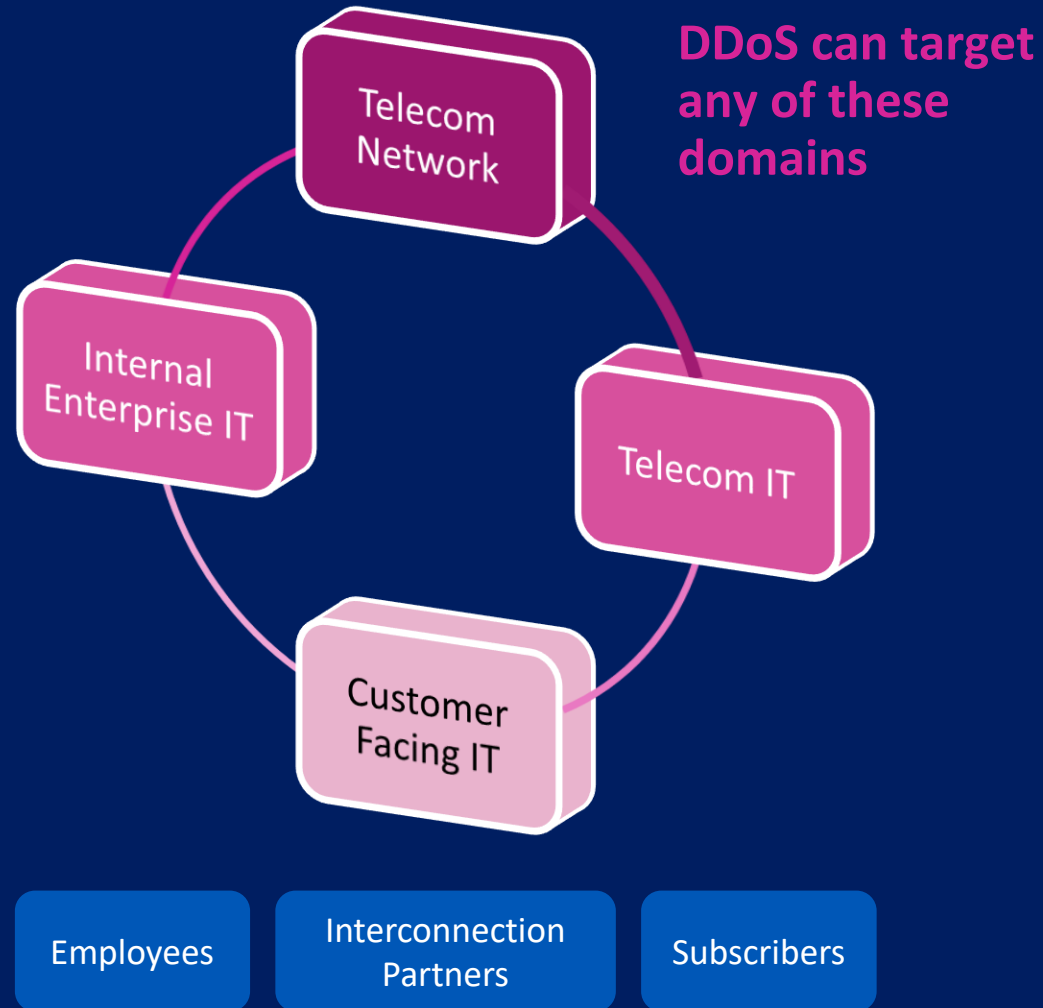 DDoS can target
any of these
domains
Telecom
Network
Internal
Enterprise IT
Telecom IT
Customer
Facing IT
Employees
Interconnection
Partners
Subscribers